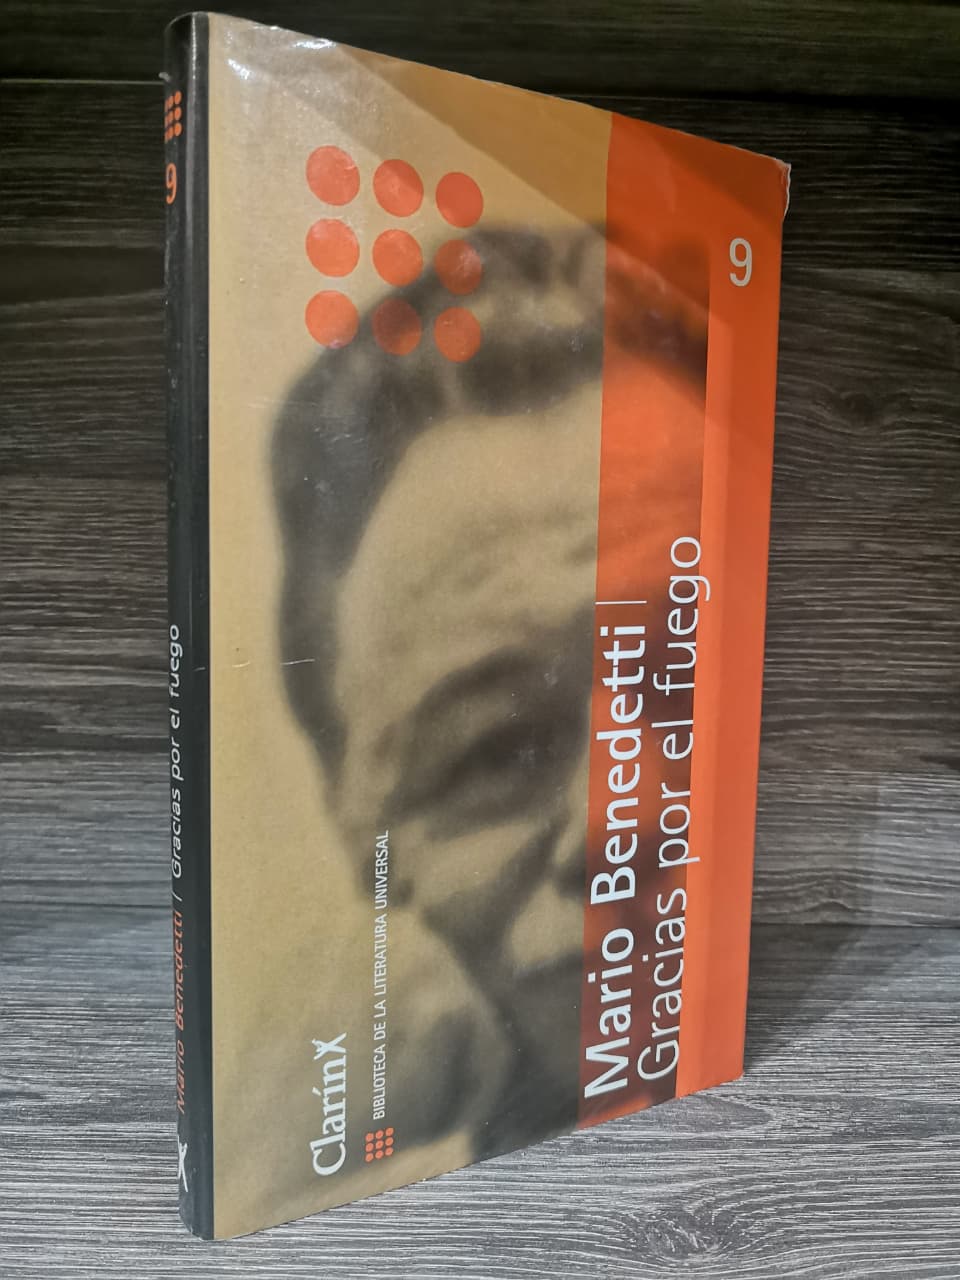 9
Mario Benedetti | Gracias por el fuego
Clarín
BIBLIOTECA DE LA LITERATURA UNIVERSAL
Mario Benedetti |
Gracias por el fuego
9